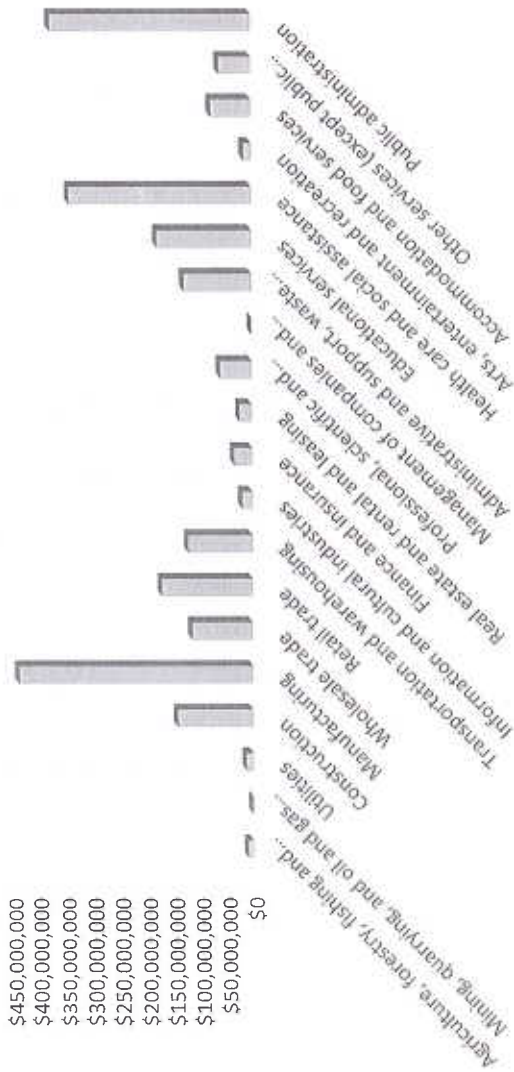 $450,000,000
$400,000,000
$350,000,000
$300,000,000
$250,000,000
$200,000,000
$150,000,000
$100,000,000
$50,000,000
$0
Agriculture, forestry, fishing and...
Mining, quarrying, and oil and gas...
Utilities
Construction
Manufacturing
Wholesale trade
Retail trade
Transportation and warehousing
Information and cultural industries
Finance and insurance
Real estate and rental and leasing
Professional, scientific and...
Management of companies and...
Administrative and support, waste...
Educational services
Health care and social assistance
Arts, entertainment and recreation
Accommodation and food services
Other services (except public...
Public administration